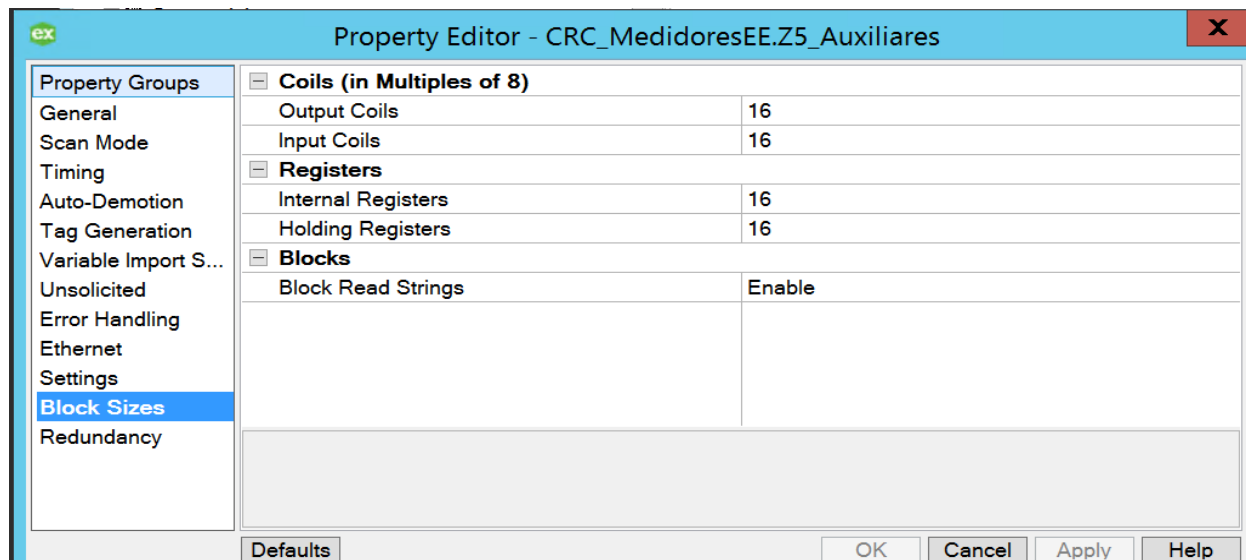 ex
Property Editor - CRC_MedidoresEE.Z5_Auxiliares
X
Property Groups
General
Scan Mode
Timing
Auto-Demotion
Tag Generation
Variable Import S...
Unsolicited
Error Handling
Ethernet
Settings
Block Sizes
Redundancy
Coils (in Multiples of 8)
Output Coils 16
Input Coils 16
Registers
Internal Registers 16
Holding Registers 16
Blocks
Block Read Strings Enable
Defaults OK Cancel Apply Help